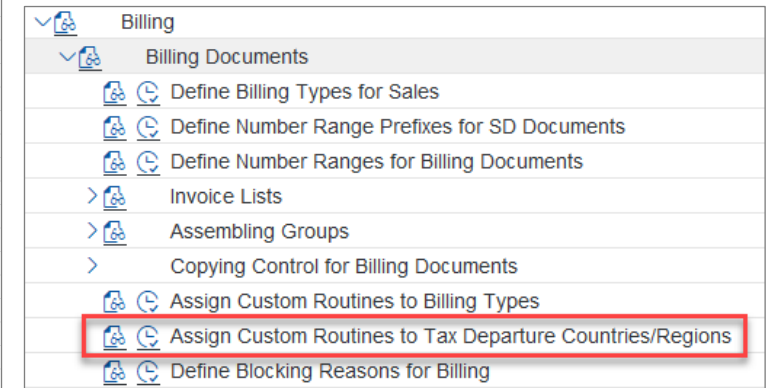 Billing
Billing Documents
Define Billing Types for Sales
Define Number Range Prefixes for SD Documents
Define Number Ranges for Billing Documents
Invoice Lists
Assembling Groups
Copying Control for Billing Documents
Assign Custom Routines to Billing Types
Assign Custom Routines to Tax Departure Countries/Regions
Define Blocking Reasons for Billing